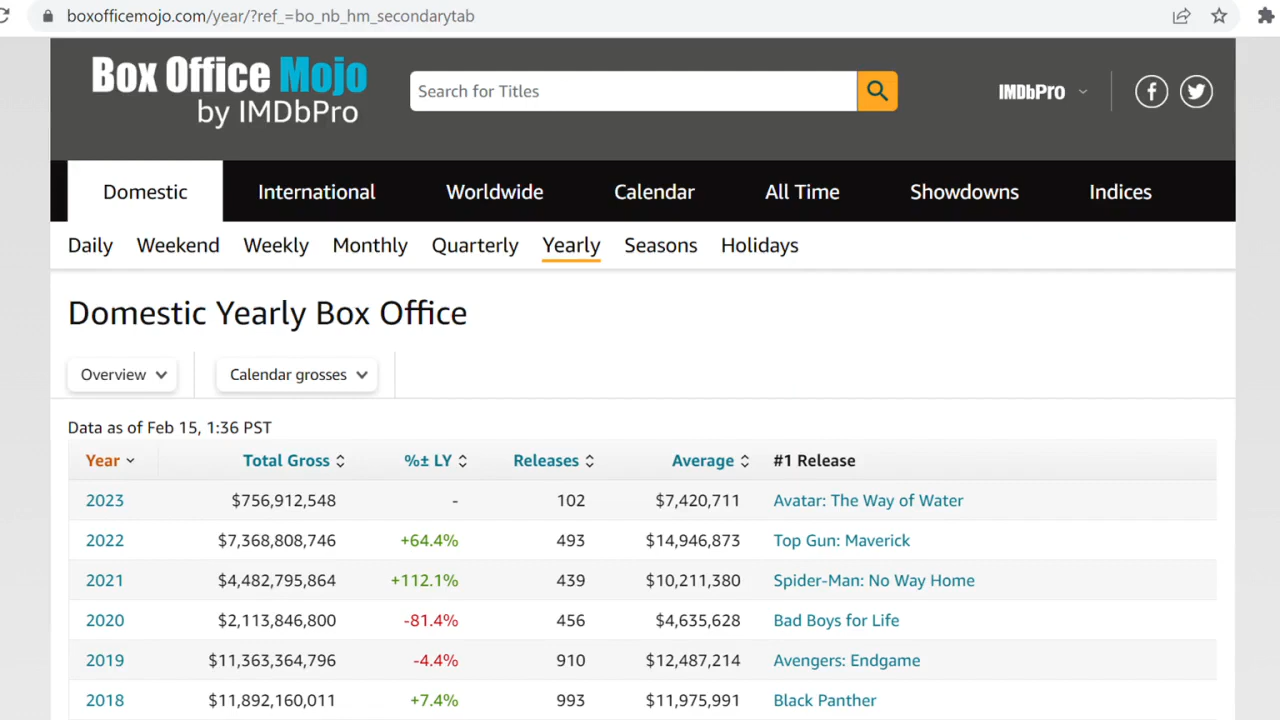 boxofficemojo.com/year/?ref_=bo_nb_hm_secondarytab
Box Office Mojo
by IMDbPro
Search for Titles
IMDbPro
Domestic International Worldwide Calendar All Time Showdowns Indices
Daily Weekend Weekly Monthly Quarterly Yearly Seasons Holidays
Domestic Yearly Box Office
Overview Calendar grosses
Data as of Feb 15, 1:36 PST
Year Total Gross %± LY Releases Average #1 Release
2023 $756,912,548 - 102 $7,420,711 Avatar: The Way of Water
2022 $7,368,808,746 +64.4% 493 $14,946,873 Top Gun: Maverick
2021 $4,482,795,864 +112.1% 439 $10,211,380 Spider-Man: No Way Home
2020 $2,113,846,800 -81.4% 456 $4,635,628 Bad Boys for Life
2019 $11,363,364,796 -4.4% 910 $12,487,214 Avengers: Endgame
2018 $11,892,160,011 +7.4% 993 $11,975,991 Black Panther